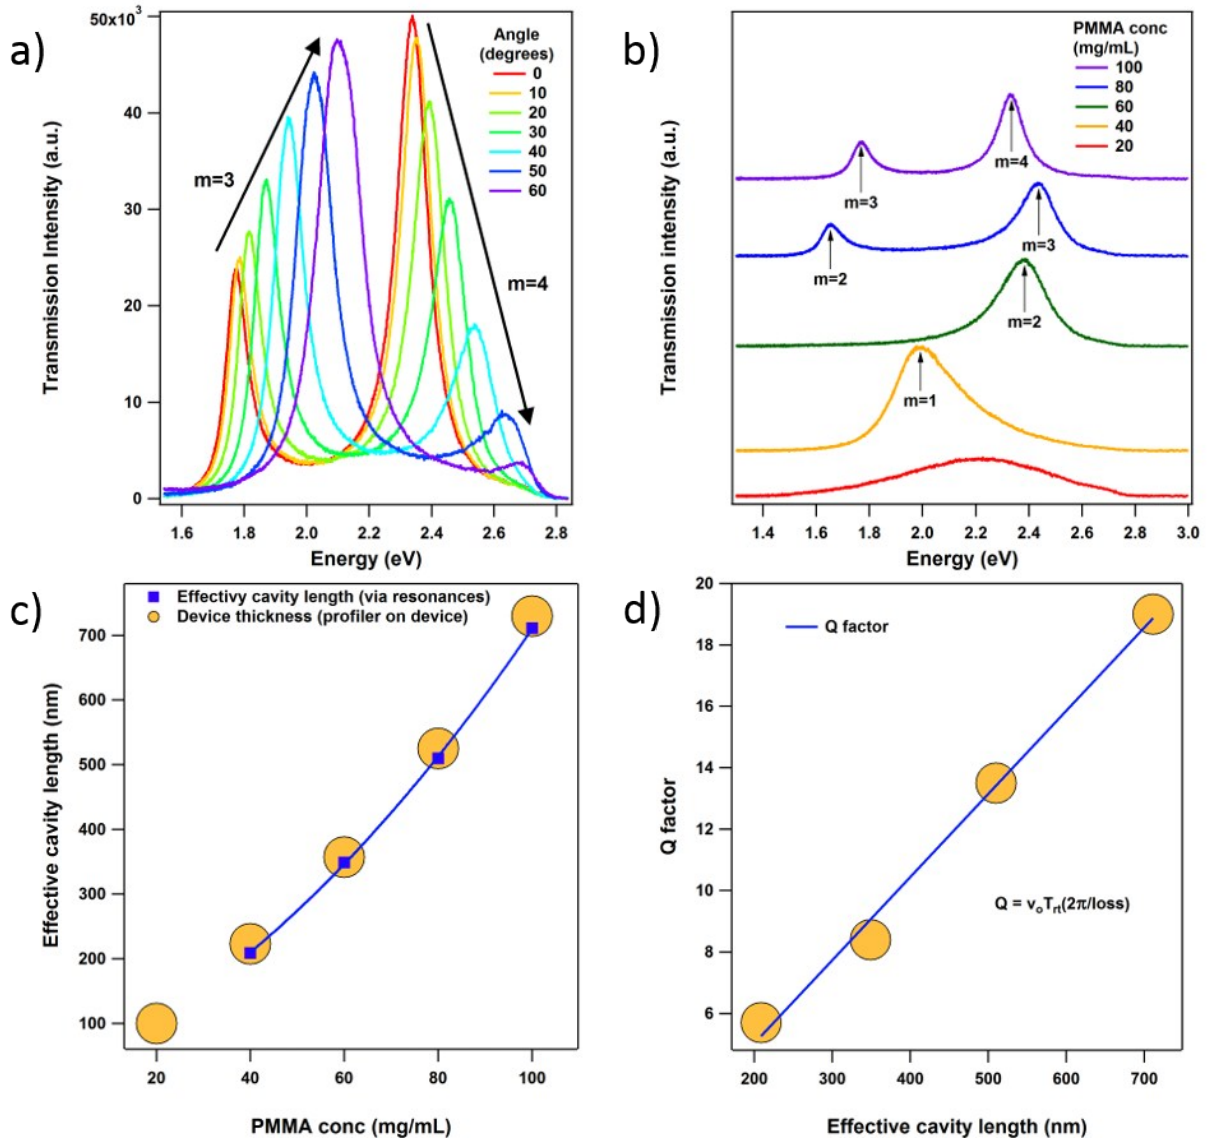 a)
50x10³
40
30
20
10
0
Transmission Intensity (a.u.)
Angle
(degrees)
0
10
20
30
40
50
60
m=3
m=4
1.6
1.8
2.0
2.2
2.4
2.6
2.8
Energy (eV)
b)
Transmission intensity (a.u.)
PMMA conc
(mg/mL)
100
80
60
40
20
m=4
m=3
m=3
m=2
m=2
m=1
1.4
1.6
1.8
2.0
2.2
2.4
2.6
2.8
3.0
Energy (eV)
c)
Effectivy cavity length (via resonances)
Device thickness (profiler on device)
700
600
500
400
300
200
100
Effective cavity length (nm)
20
40
60
80
100
PMMA conc (mg/mL)
d)
20
18
16
14
12
10
8
6
Q factor
Q factor
Q = νₒTᵣₜ(2π/loss)
200
300
400
500
600
700
Effective cavity length (nm)